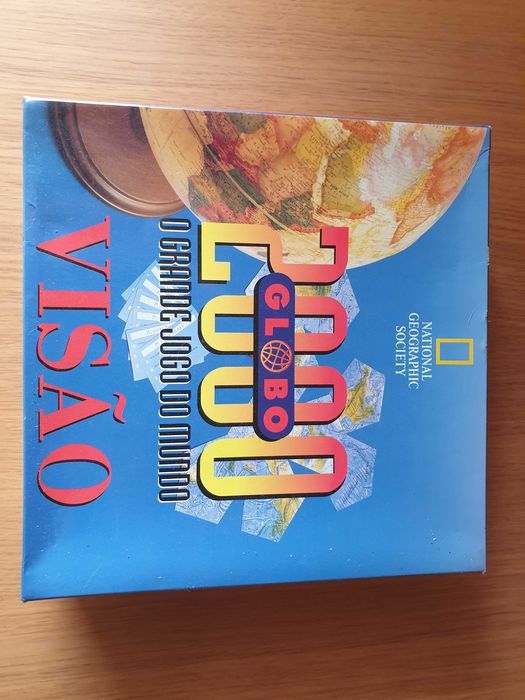 NATIONAL
GEOGRAPHIC
SOCIETY
2000
GLOBO
O GRANDE JOGO DO MUNDO
VISÃO